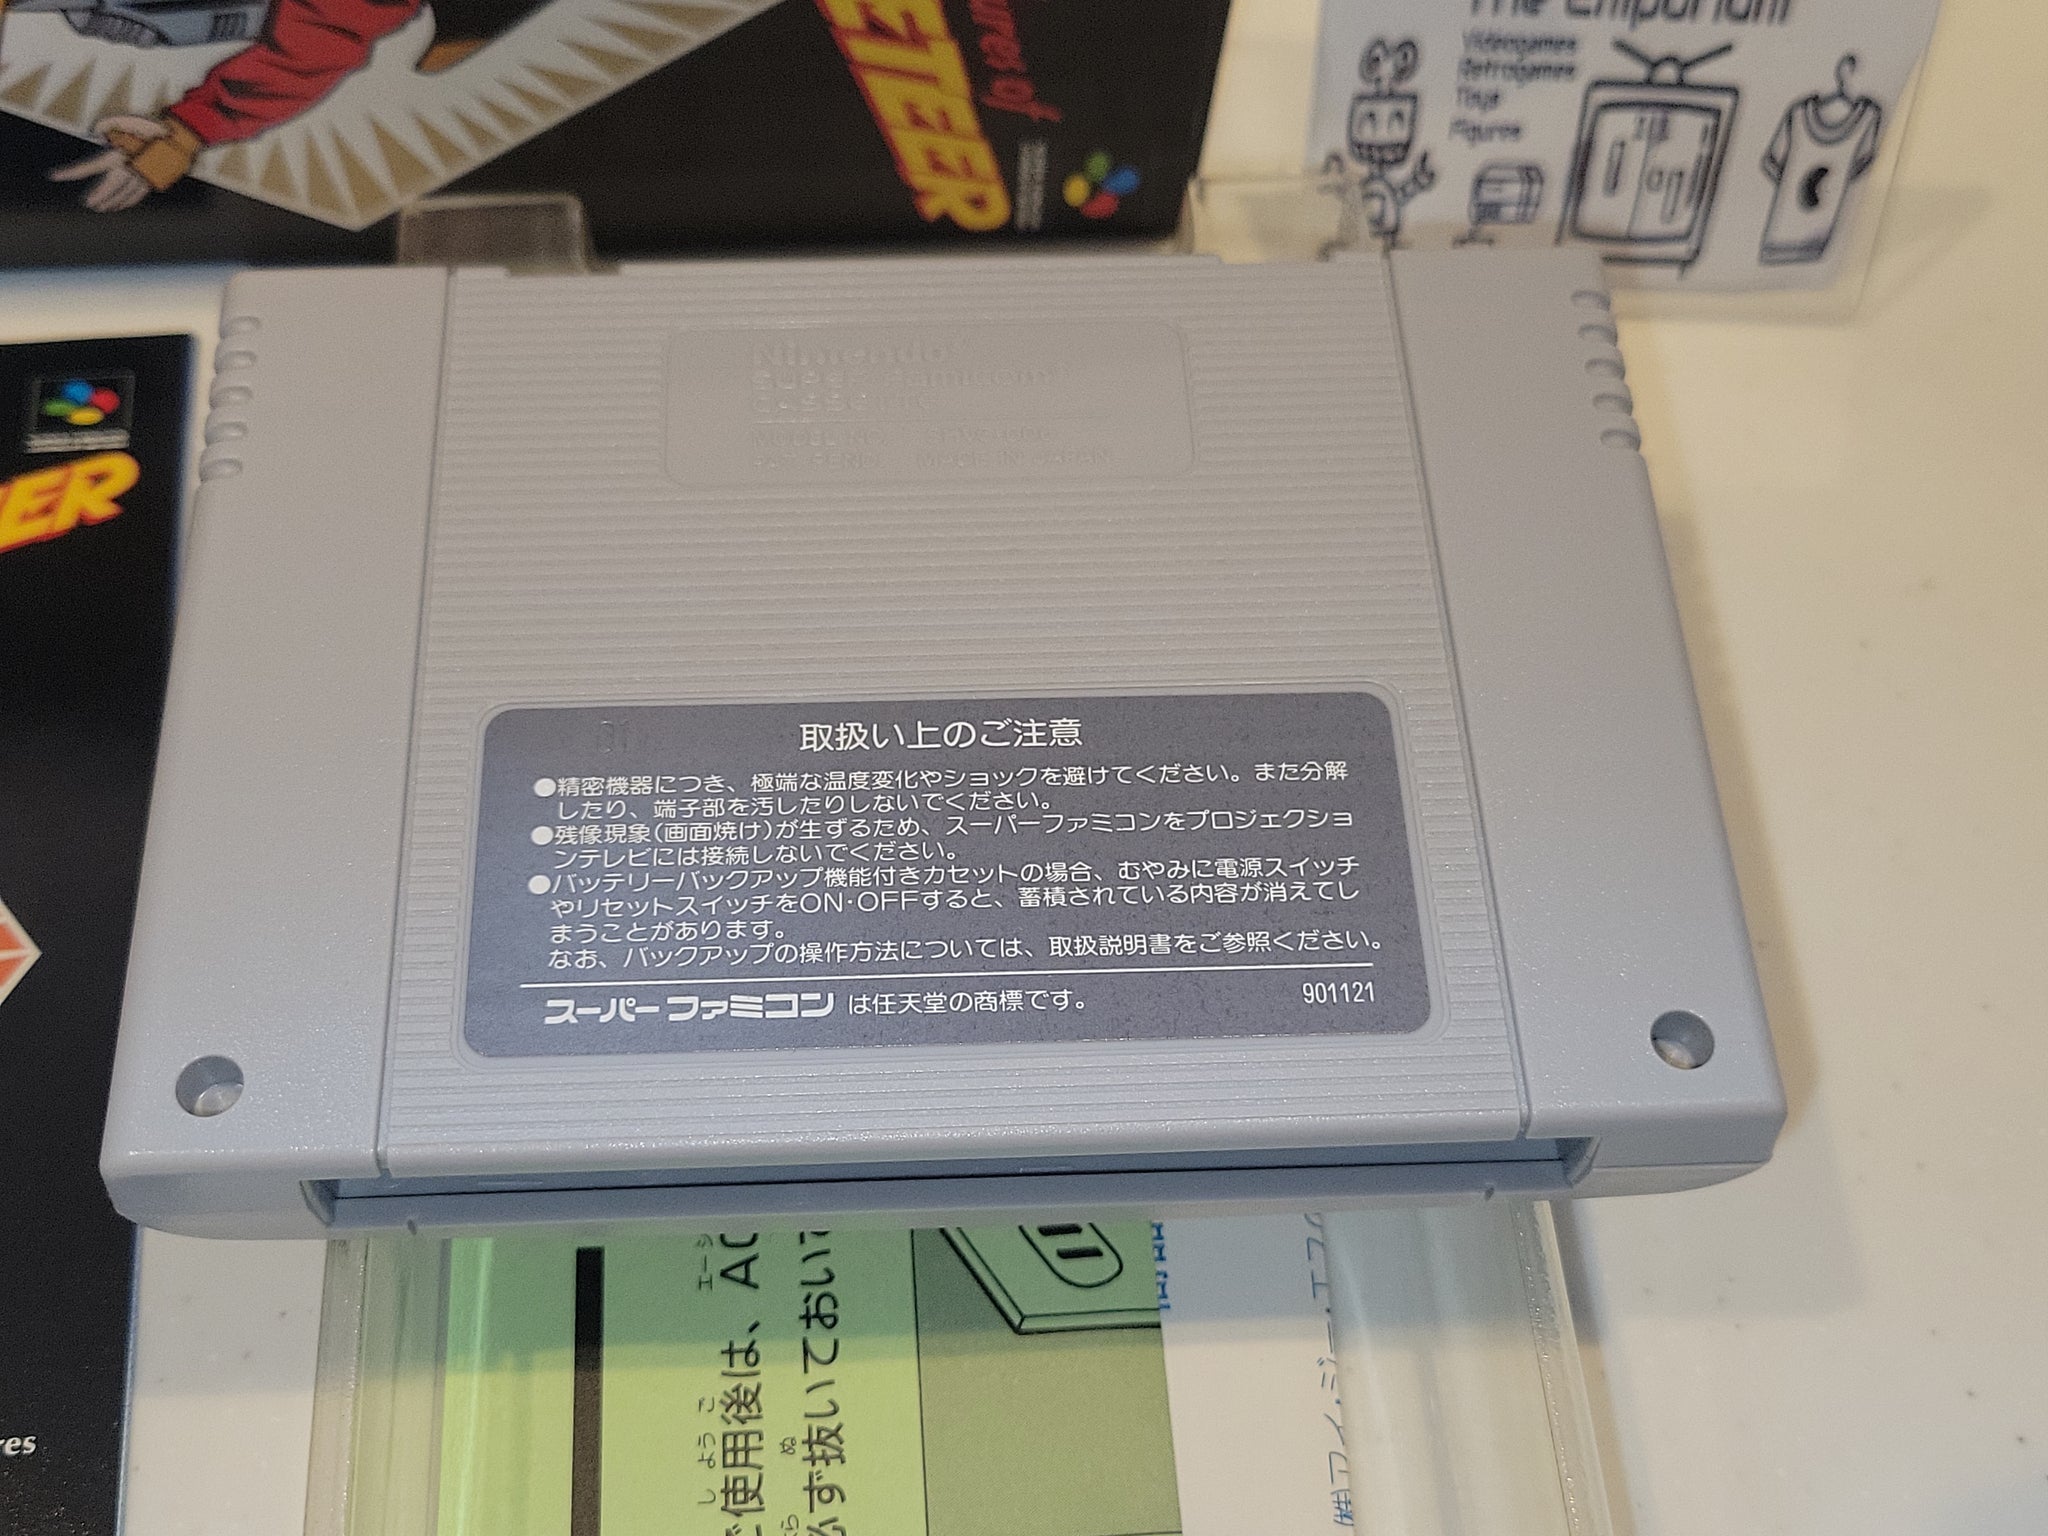 The Emporium
Videogames
Retrogames
Toys
Figures
ures of
ETEER
ER
res
Nintendo
Super Famicom
MADE IN JAPAN
取扱い上のご注意
●精密機器につき、極端な温度変化やショックを避けてください。また分解
したり、端子部を汚したりしないでください。
●残像現象(画面焼け)が生ずるため、スーパーファミコンをプロジェクショ
ンテレビには接続しないでください。
●バッテリーバックアップ機能付きカセットの場合、むやみに電源スイッチ
やリセットスイッチをON·OFFすると、蓄積されている内容が消えてし
まうことがあります。
なお、バックアップの操作方法については、取扱説明書をご参照ください。
スーパーファミコン は任天堂の商標です。
901121
ご使用後は、AC
必ず抜いておいて